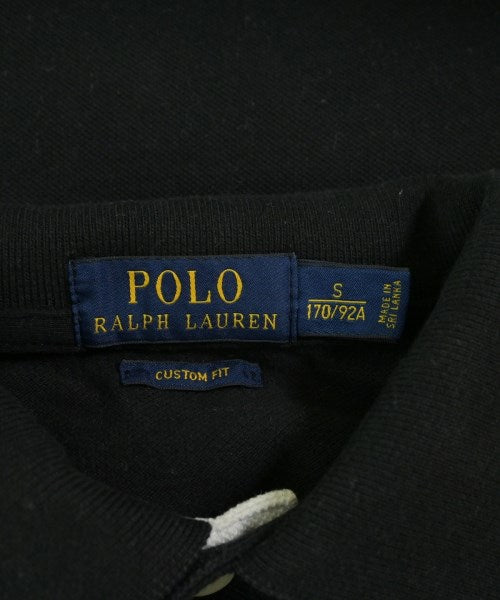 POLO
RALPH LAUREN
S
170/92A
MADE IN
SRI LANKA
CUSTOM FIT